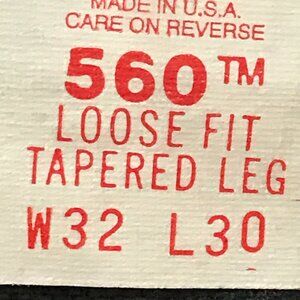 MADE IN U.S.A.
CARE ON REVERSE
560™
LOOSE FIT
TAPERED LEG
W32 L30